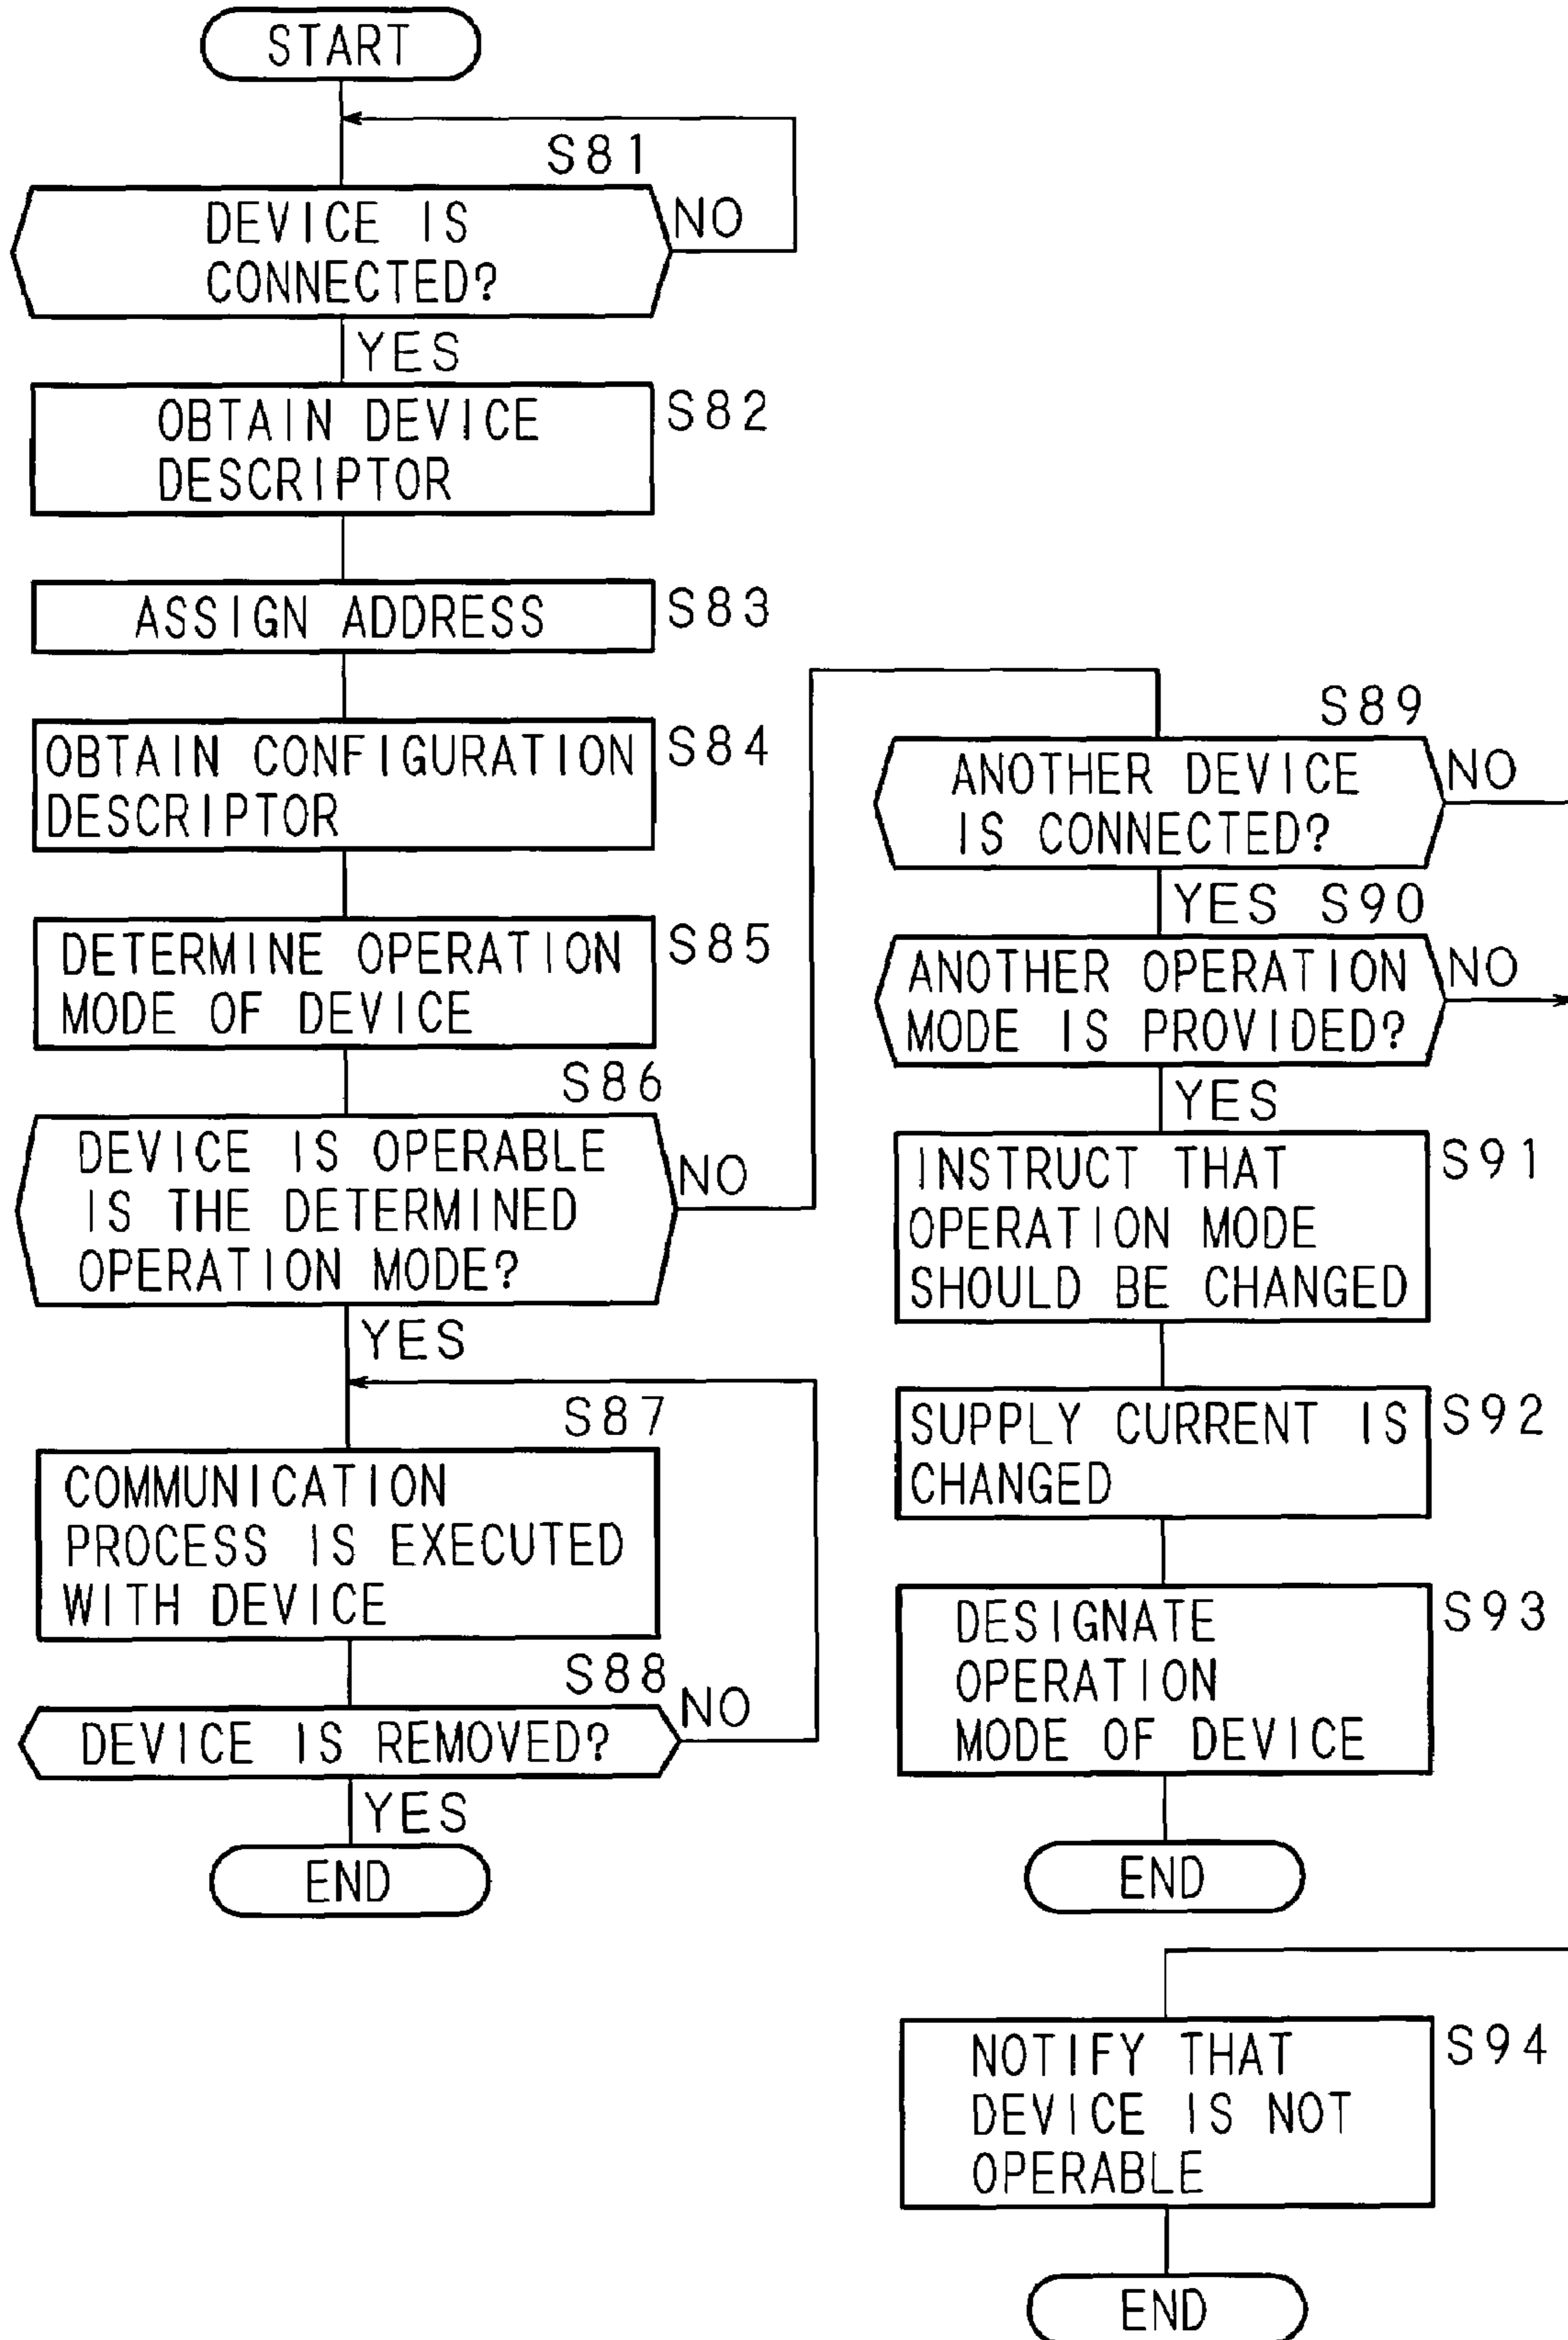 START
S81
DEVICE IS
CONNECTED?
NO
YES
OBTAIN DEVICE
DESCRIPTOR
S82
ASSIGN ADDRESS
S83
OBTAIN CONFIGURATION
DESCRIPTOR
S84
DETERMINE OPERATION
MODE OF DEVICE
S85
S86
DEVICE IS OPERABLE
IS THE DETERMINED
OPERATION MODE?
NO
YES
S87
COMMUNICATION
PROCESS IS EXECUTED
WITH DEVICE
S88
DEVICE IS REMOVED?
NO
YES
END
S89
ANOTHER DEVICE
IS CONNECTED?
NO
YES S90
ANOTHER OPERATION
MODE IS PROVIDED?
NO
YES
INSTRUCT THAT
OPERATION MODE
SHOULD BE CHANGED
S91
SUPPLY CURRENT IS
CHANGED
S92
DESIGNATE
OPERATION
MODE OF DEVICE
S93
END
NOTIFY THAT
DEVICE IS NOT
OPERABLE
S94
END